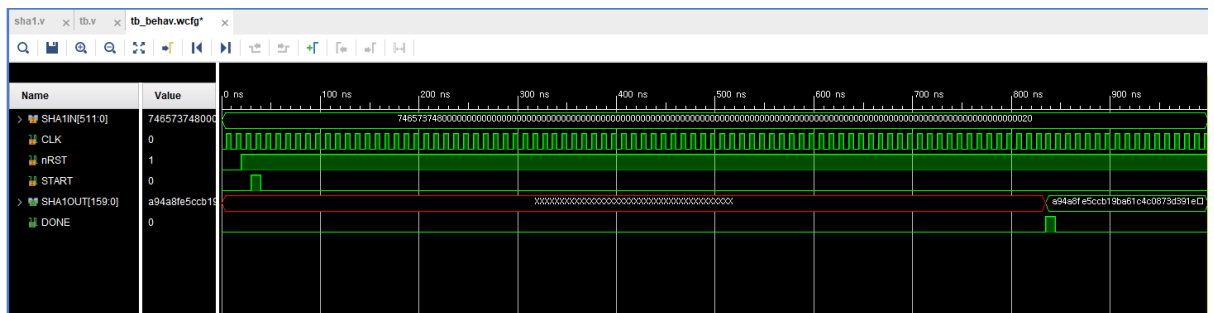 sha1.v × tb.v × tb_behav.wcfg* ×
Name Value 0 ns 100 ns 200 ns 300 ns 400 ns 500 ns 600 ns 700 ns 800 ns 900 ns
SHA1IN[511:0] 746573748000
CLK 0
nRST 1
START 0
SHA1OUT[159:0] a94a8fe5ccb19 XXXXXXXXXXXXXXXXXXXXXXXXXXXXXXXXXXXXXXXX a94a8fe5ccb19ba61c4c0873d391e
DONE 0